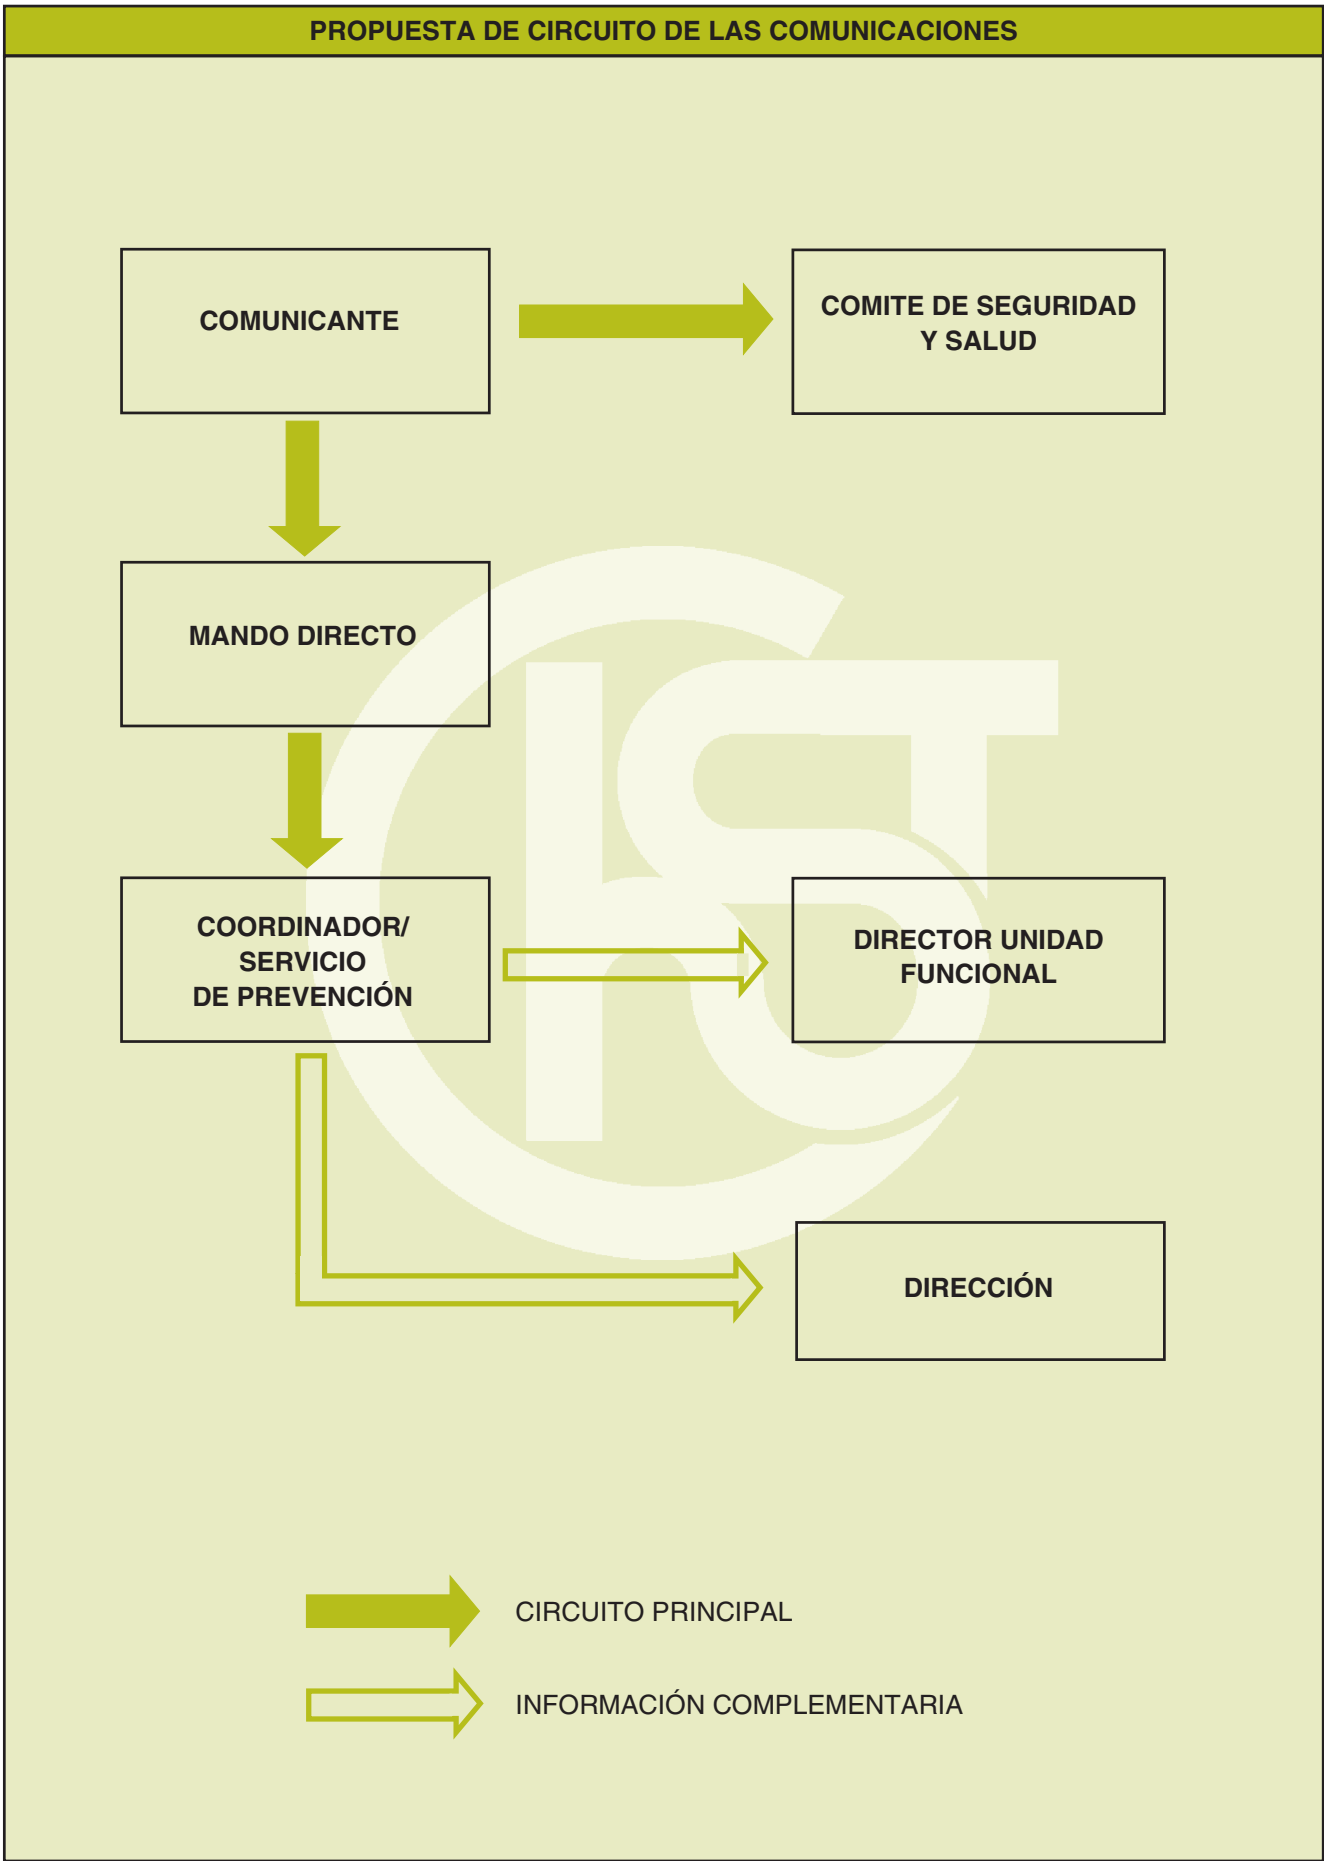 PROPUESTA DE CIRCUITO DE LAS COMUNICACIONES
COMUNICANTE
COMITE DE SEGURIDAD
Y SALUD
MANDO DIRECTO
COORDINADOR/
SERVICIO
DE PREVENCIÓN
DIRECTOR UNIDAD
FUNCIONAL
DIRECCIÓN
CIRCUITO PRINCIPAL
INFORMACIÓN COMPLEMENTARIA